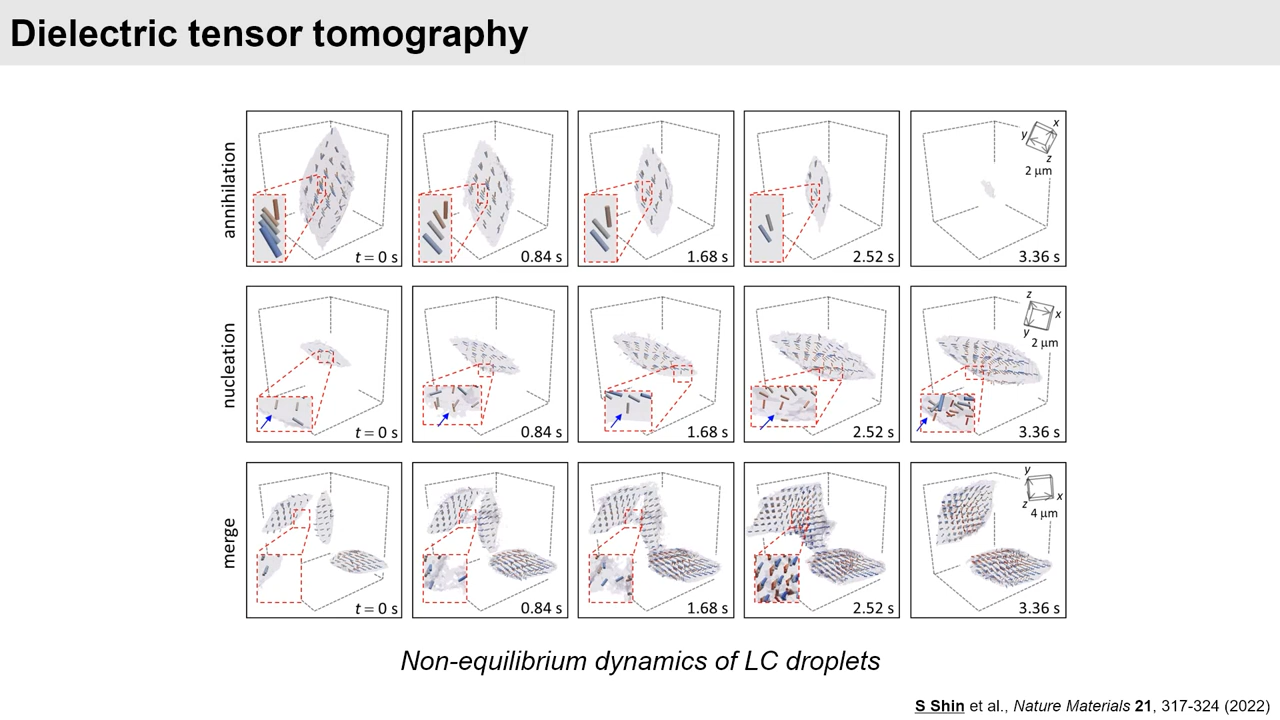 Dielectric tensor tomography
annihilation
t = 0 s
0.84 s
1.68 s
2.52 s
3.36 s
x
y
z
2 μm
nucleation
t = 0 s
0.84 s
1.68 s
2.52 s
3.36 s
z
x
y
2 μm
merge
t = 0 s
0.84 s
1.68 s
2.52 s
3.36 s
y
x
z
4 μm
Non-equilibrium dynamics of LC droplets
S Shin et al., Nature Materials 21, 317-324 (2022)